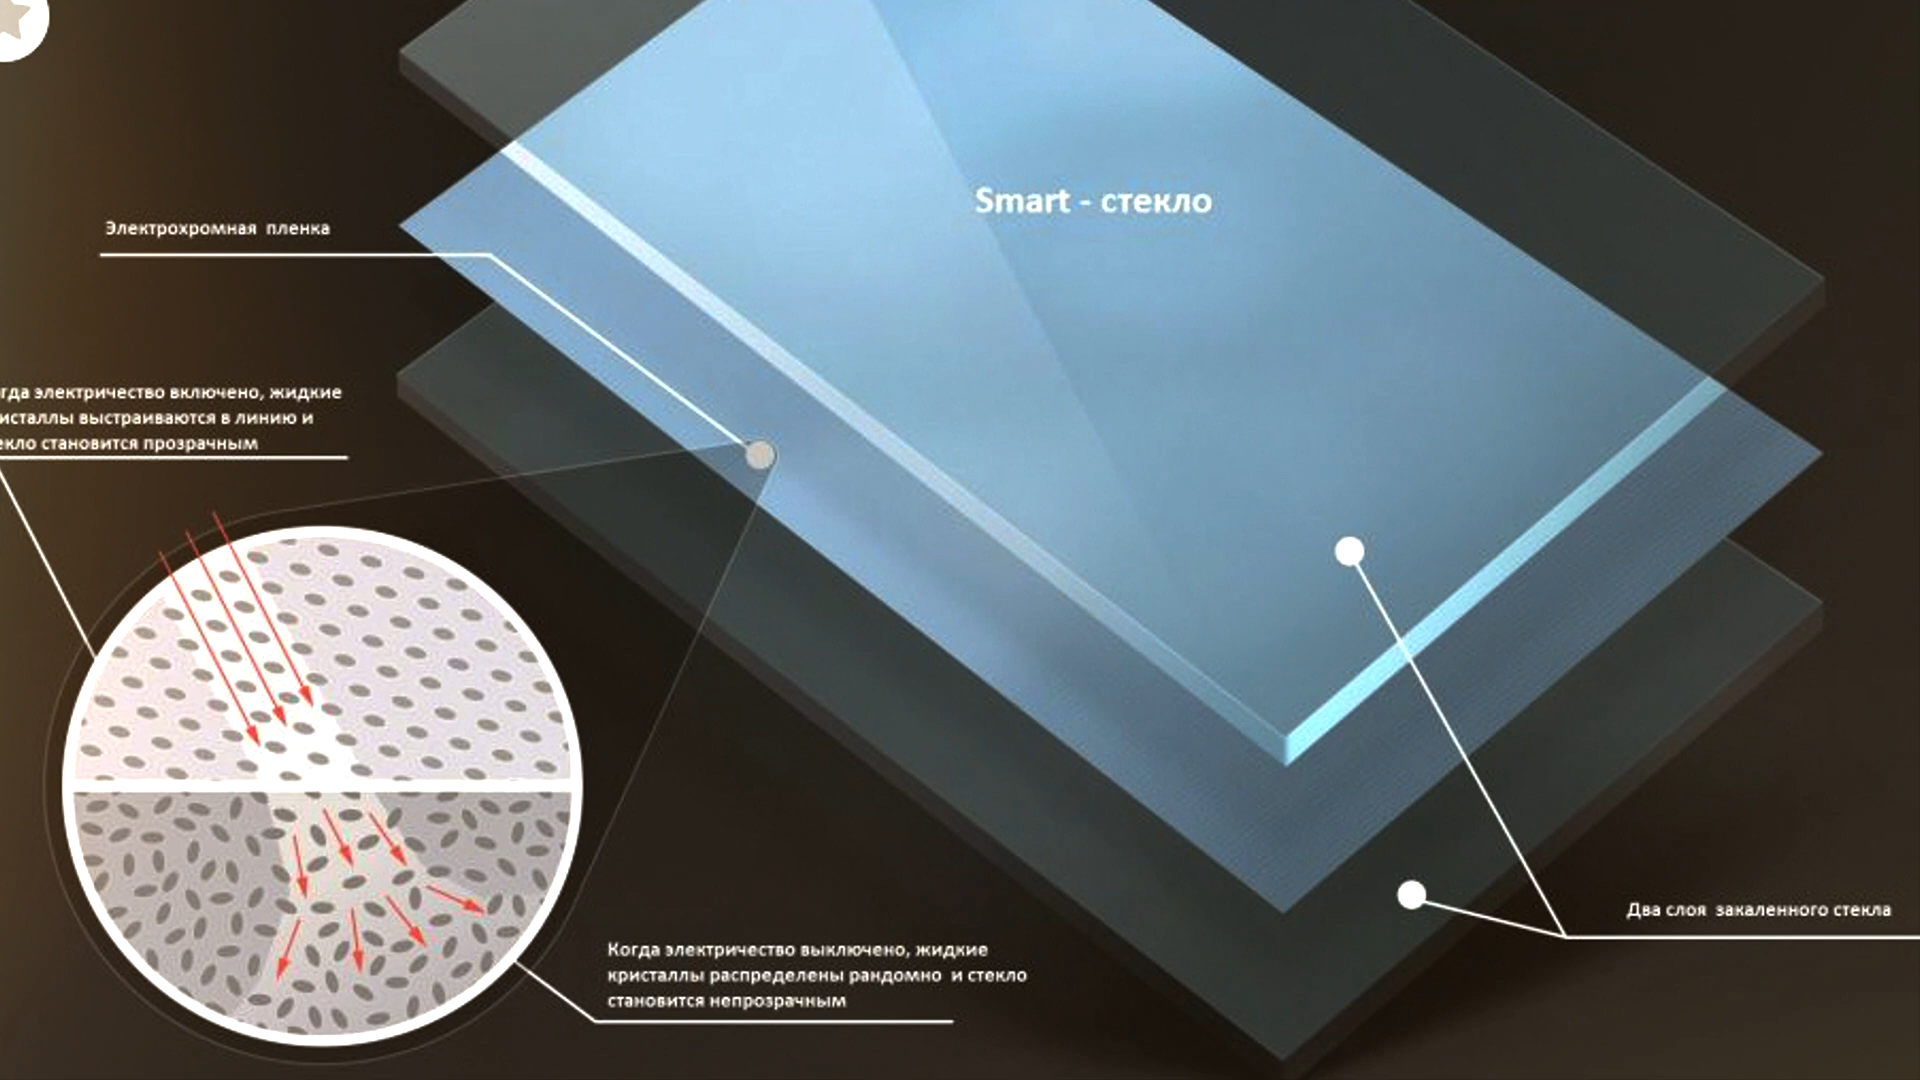 Smart - стекло
Электрохромная пленка
гда электричество включено, жидкие
исталлы выстраиваются в линию и
екло становится прозрачным
Два слоя закаленного стекла
Когда электричество выключено, жидкие
кристаллы распределены рандомно и стекло
становится непрозрачным